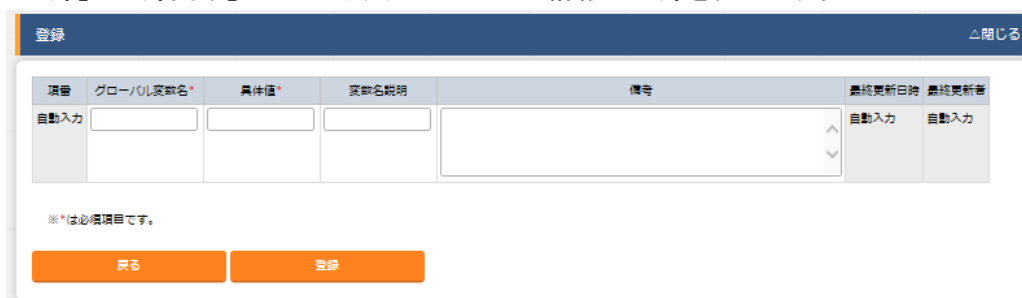 登録 △閉じる
項番 グローバル変数名* 具体値* 変数名説明 備考 最終更新日時 最終更新者
自動入力 自動入力 自動入力
※*は必須項目です。
戻る 登録